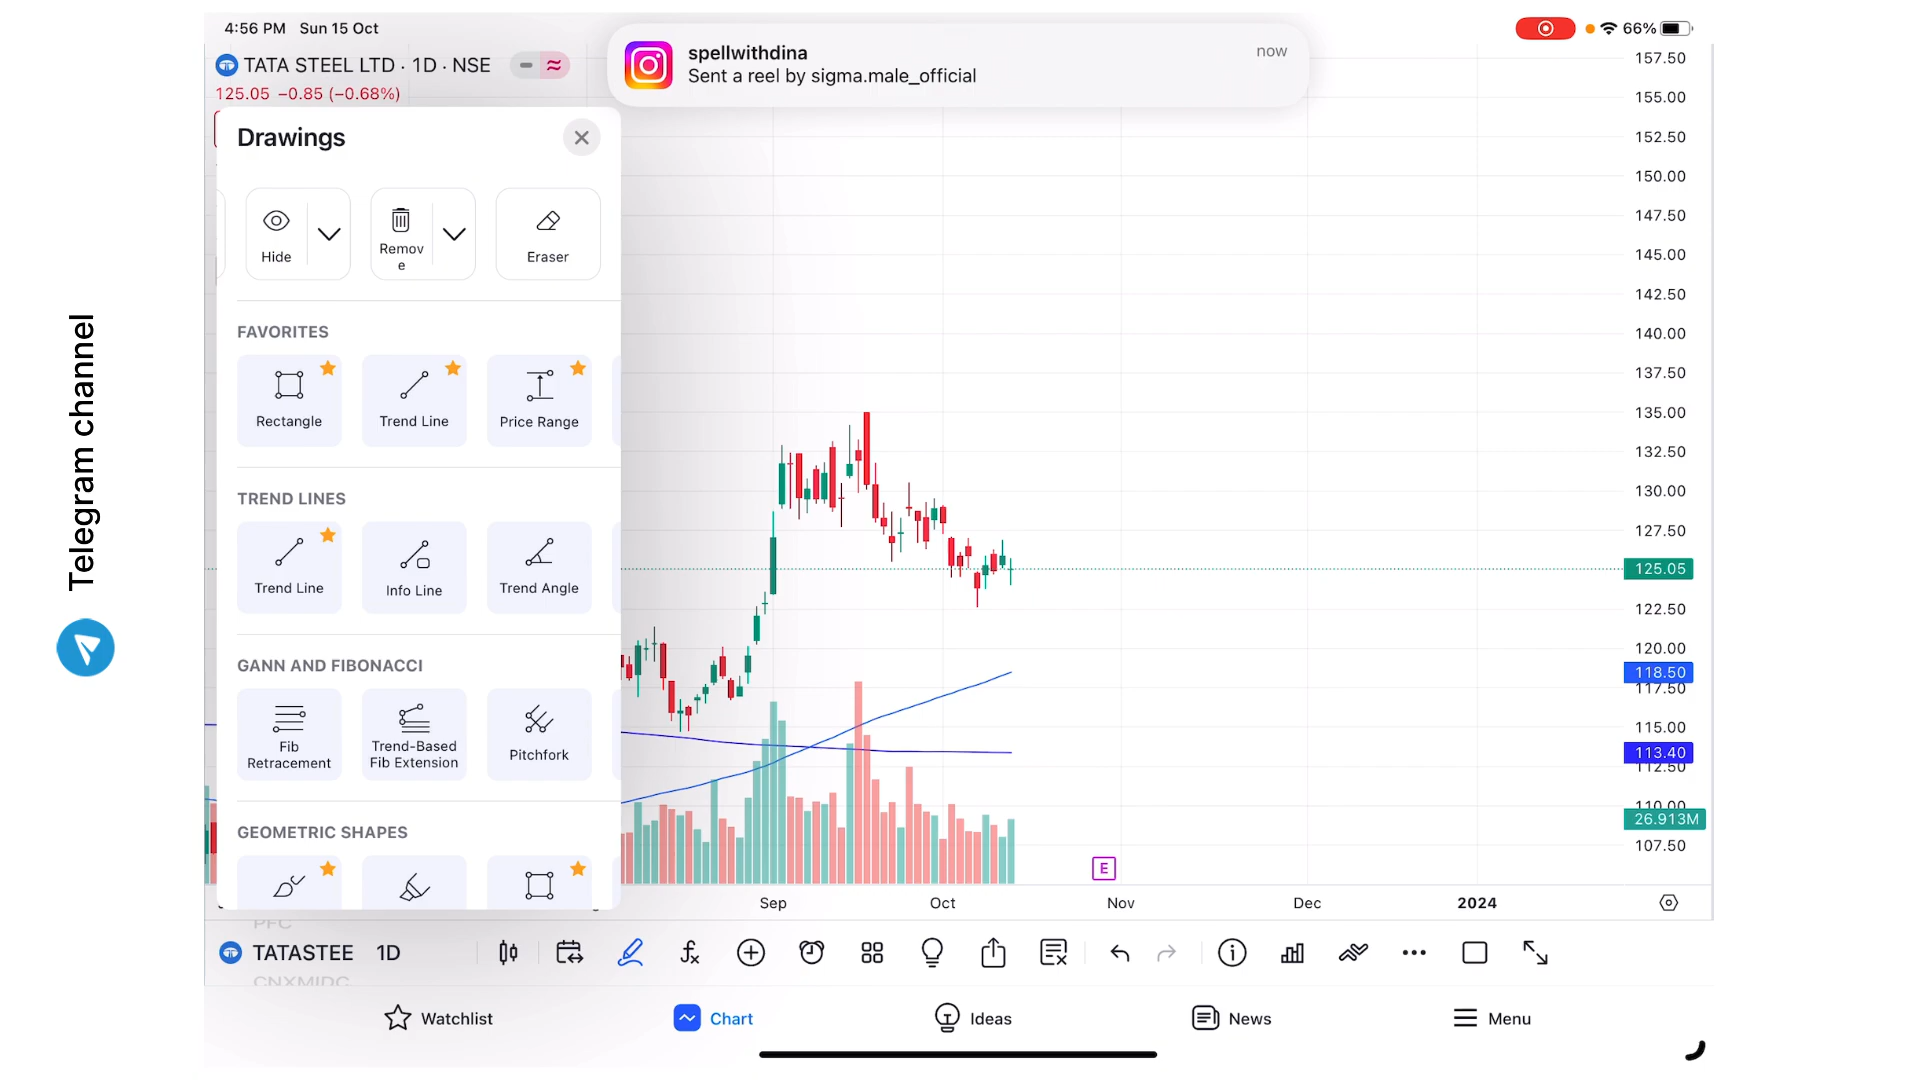 4:56 PM Sun 15 Oct
66%
TATA STEEL LTD · 1D · NSE
125.05 −0.85 (−0.68%)
spellwithdina
Sent a reel by sigma.male_official
now
Drawings
Hide
Remov
e
Eraser
FAVORITES
Rectangle
Trend Line
Price Range
TREND LINES
Trend Line
Info Line
Trend Angle
GANN AND FIBONACCI
Fib
Retracement
Trend-Based
Fib Extension
Pitchfork
GEOMETRIC SHAPES
Telegram channel
157.50
155.00
152.50
150.00
147.50
145.00
142.50
140.00
137.50
135.00
132.50
130.00
127.50
125.05
122.50
120.00
118.50
117.50
115.00
113.40
112.50
110.00
26.913M
107.50
E
Sep
Oct
Nov
Dec
2024
PFC
TATASTEE 1D
CNXMIDC
Watchlist
Chart
Ideas
News
Menu